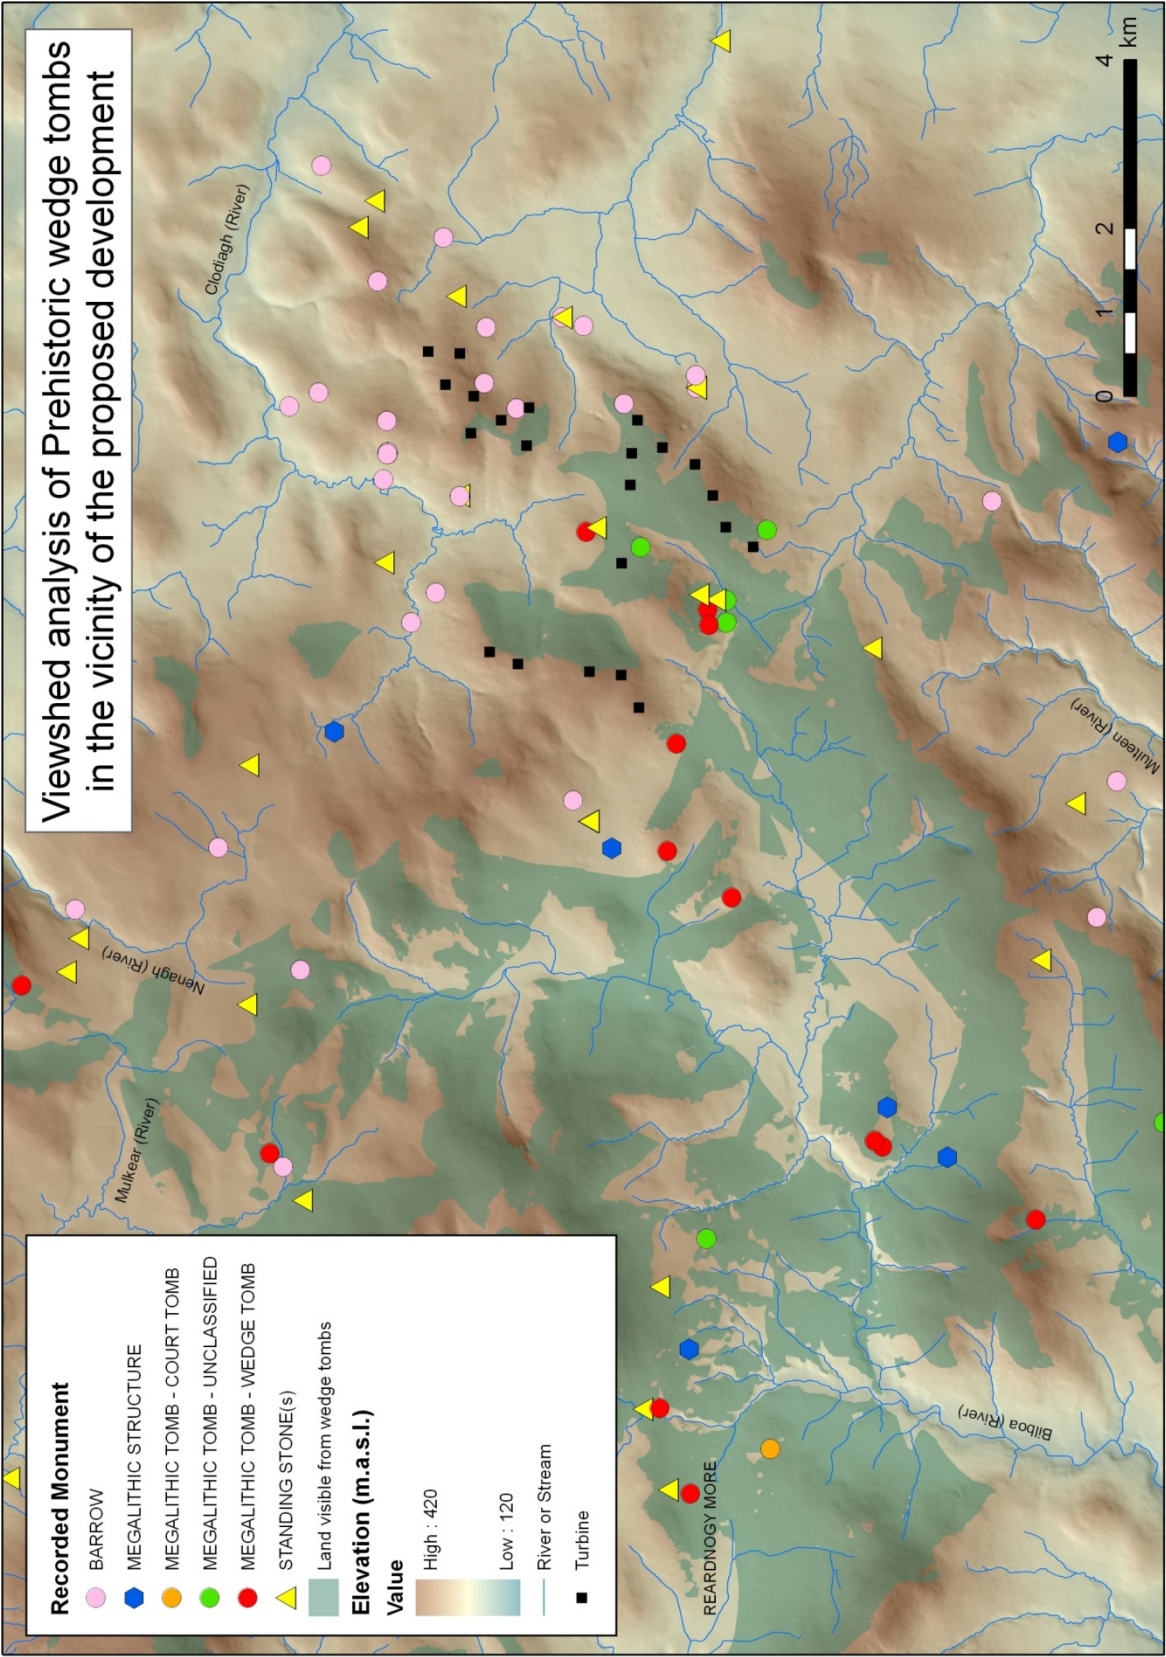 Viewshed analysis of Prehistoric wedge tombs
in the vicinity of the proposed development
Clodiagh (River)
Nenagh (River)
Mulkear (River)
Multeen (River)
Bilboa (River)
REARDNOGY MORE
Recorded Monument
BARROW
MEGALITHIC STRUCTURE
MEGALITHIC TOMB - COURT TOMB
MEGALITHIC TOMB - UNCLASSIFIED
MEGALITHIC TOMB - WEDGE TOMB
STANDING STONE(s)
Land visible from wedge tombs
Elevation (m.a.s.l.)
Value
High : 420
Low : 120
River or Stream
Turbine
0 1 2 4
km